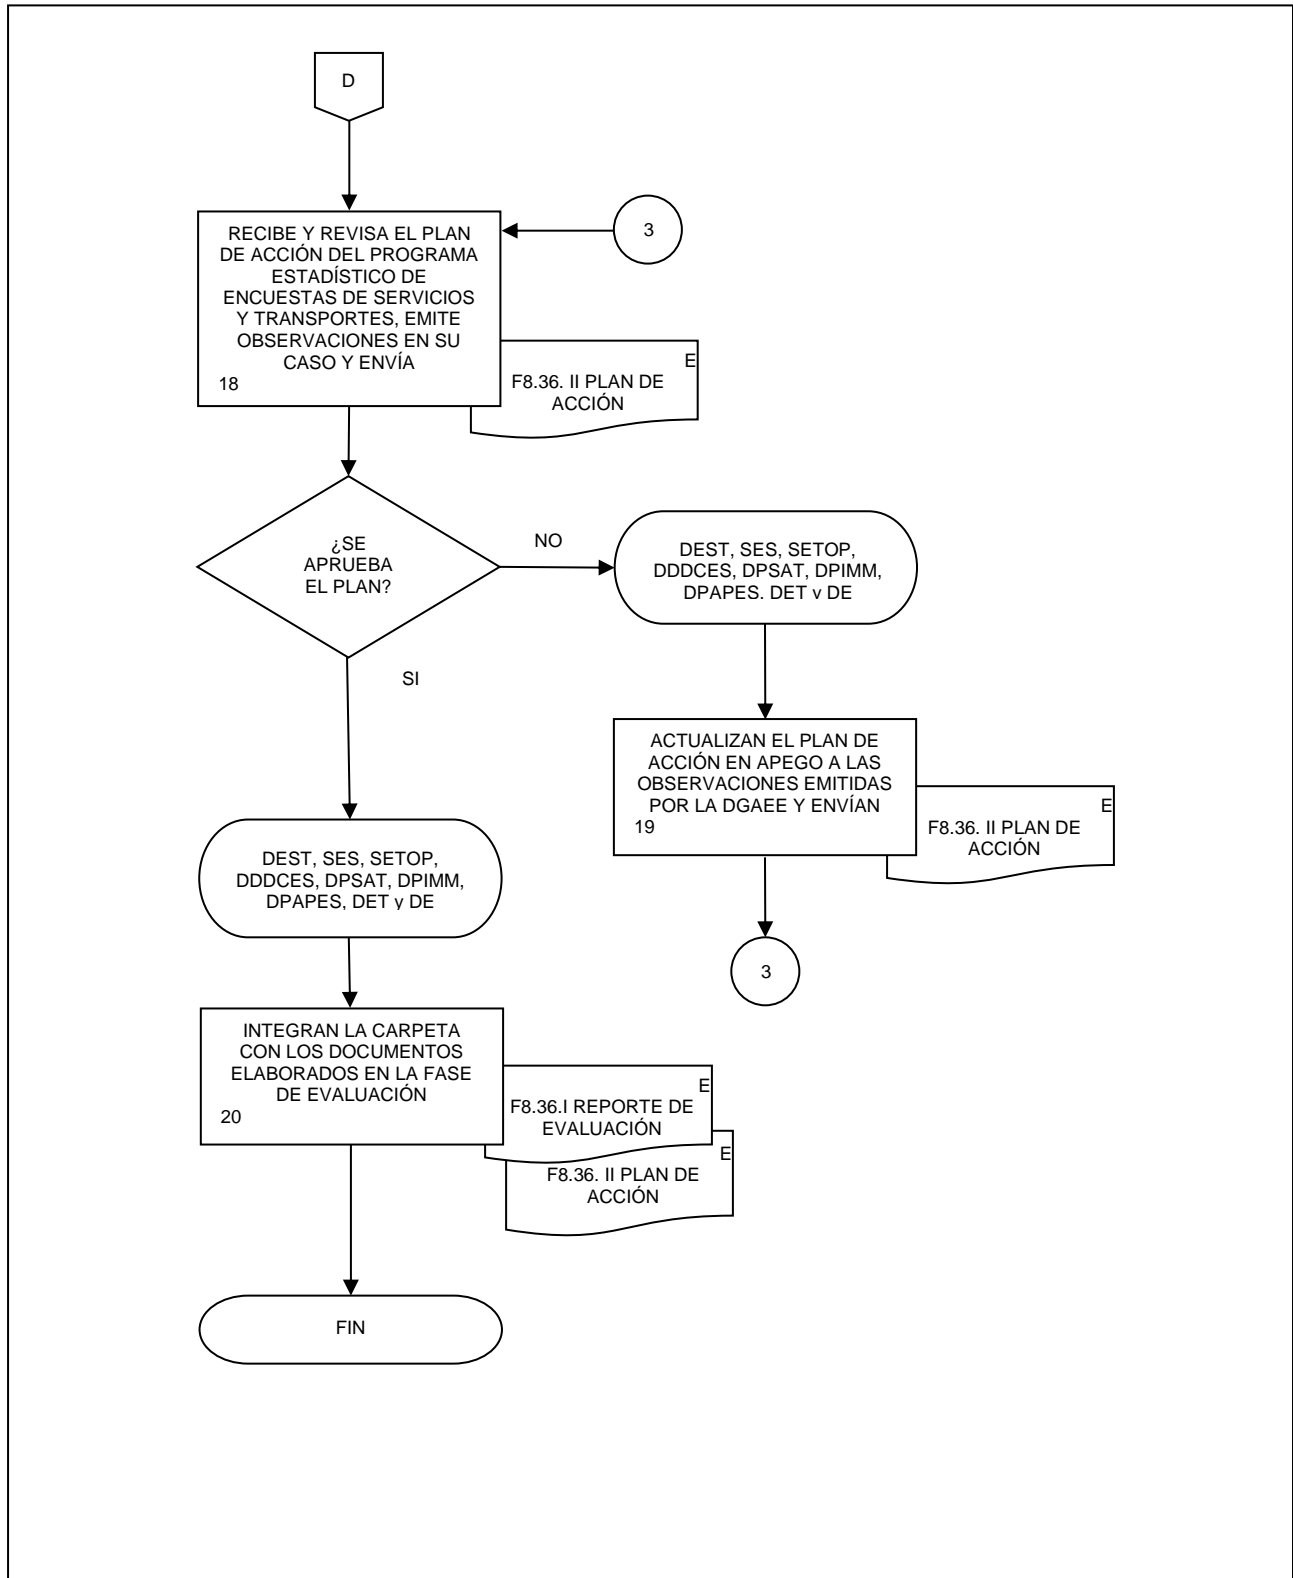 D
3
RECIBE Y REVISA EL PLAN
DE ACCIÓN DEL PROGRAMA
ESTADÍSTICO DE
ENCUESTAS DE SERVICIOS
Y TRANSPORTES, EMITE
OBSERVACIONES EN SU
CASO Y ENVÍA
18
E
F8.36. II PLAN DE
ACCIÓN
¿SE
APRUEBA
EL PLAN?
NO
DEST, SES, SETOP,
DDDCES, DPSAT, DPIMM,
DPAPES. DET y DE
SI
ACTUALIZAN EL PLAN DE
ACCIÓN EN APEGO A LAS
OBSERVACIONES EMITIDAS
POR LA DGAEE Y ENVÍAN
19
E
F8.36. II PLAN DE
ACCIÓN
DEST, SES, SETOP,
DDDCES, DPSAT, DPIMM,
DPAPES, DET y DE
3
INTEGRAN LA CARPETA
CON LOS DOCUMENTOS
ELABORADOS EN LA FASE
DE EVALUACIÓN
20
E
F8.36.I REPORTE DE
EVALUACIÓN
E
F8.36. II PLAN DE
ACCIÓN
FIN